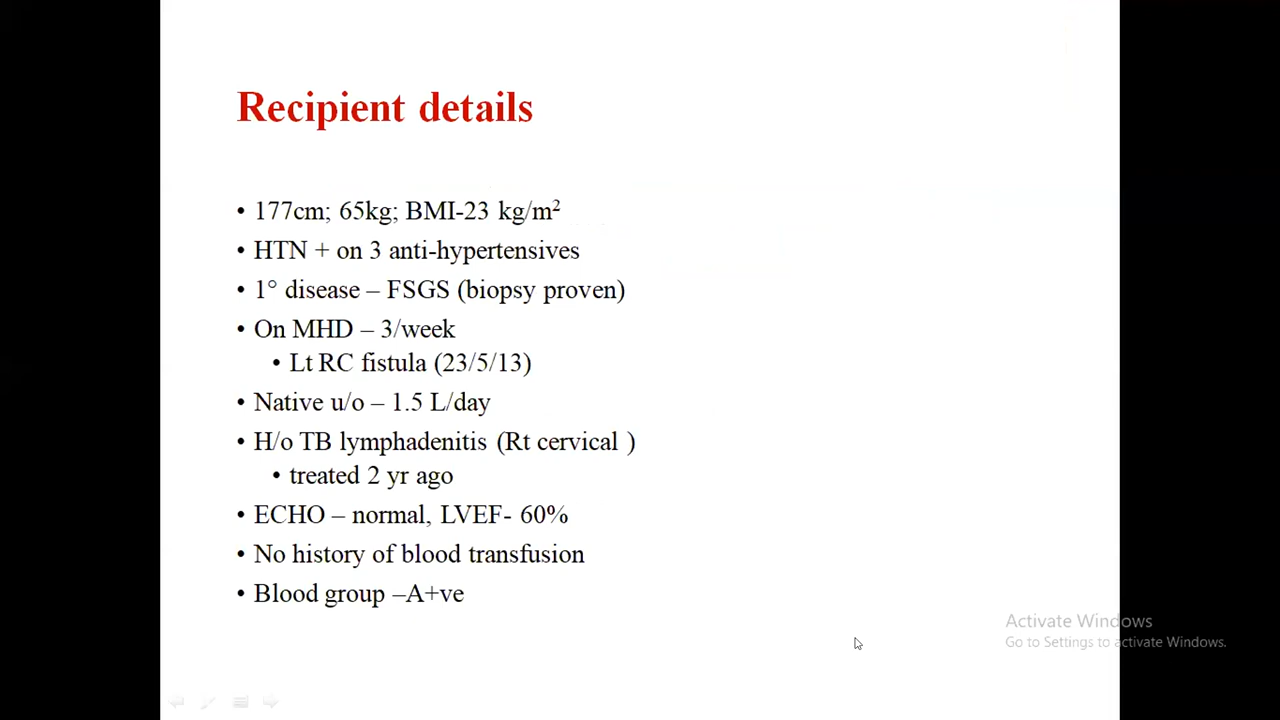 Recipient details
• 177cm; 65kg; BMI-23 kg/m²
• HTN + on 3 anti-hypertensives
• 1° disease – FSGS (biopsy proven)
• On MHD – 3/week
• Lt RC fistula (23/5/13)
• Native u/o – 1.5 L/day
• H/o TB lymphadenitis (Rt cervical )
• treated 2 yr ago
• ECHO – normal, LVEF- 60%
• No history of blood transfusion
• Blood group –A+ve
Activate Windows
Go to Settings to activate Windows.